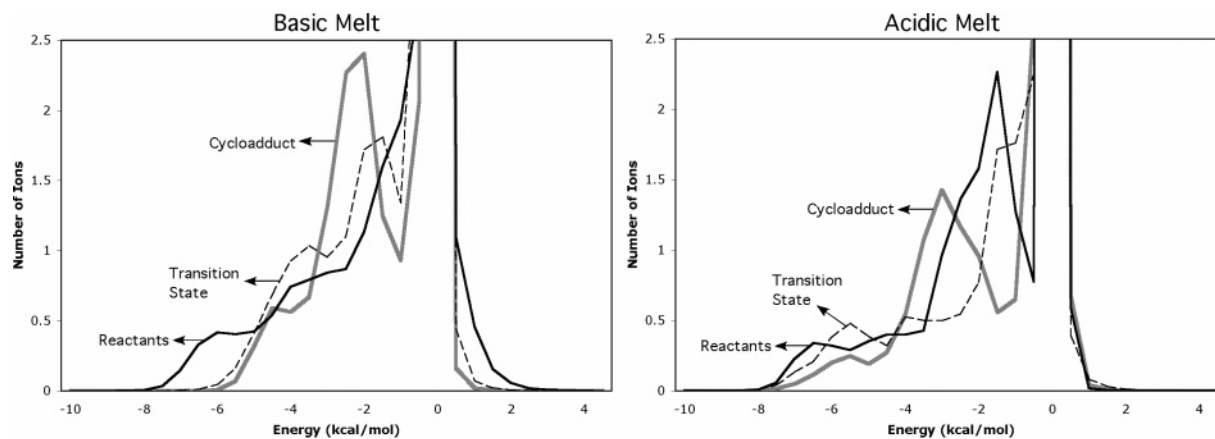 Basic Melt
2.5
2
1.5
1
0.5
0
Number of Ions
Cycloadduct
Transition
State
Reactants
-10
-8
-6
-4
-2
0
2
4
Energy (kcal/mol)
Acidic Melt
2.5
2
1.5
1
0.5
0
Number of Ions
Cycloadduct
Transition
State
Reactants
-10
-8
-6
-4
-2
0
2
4
Energy (kcal/mol)